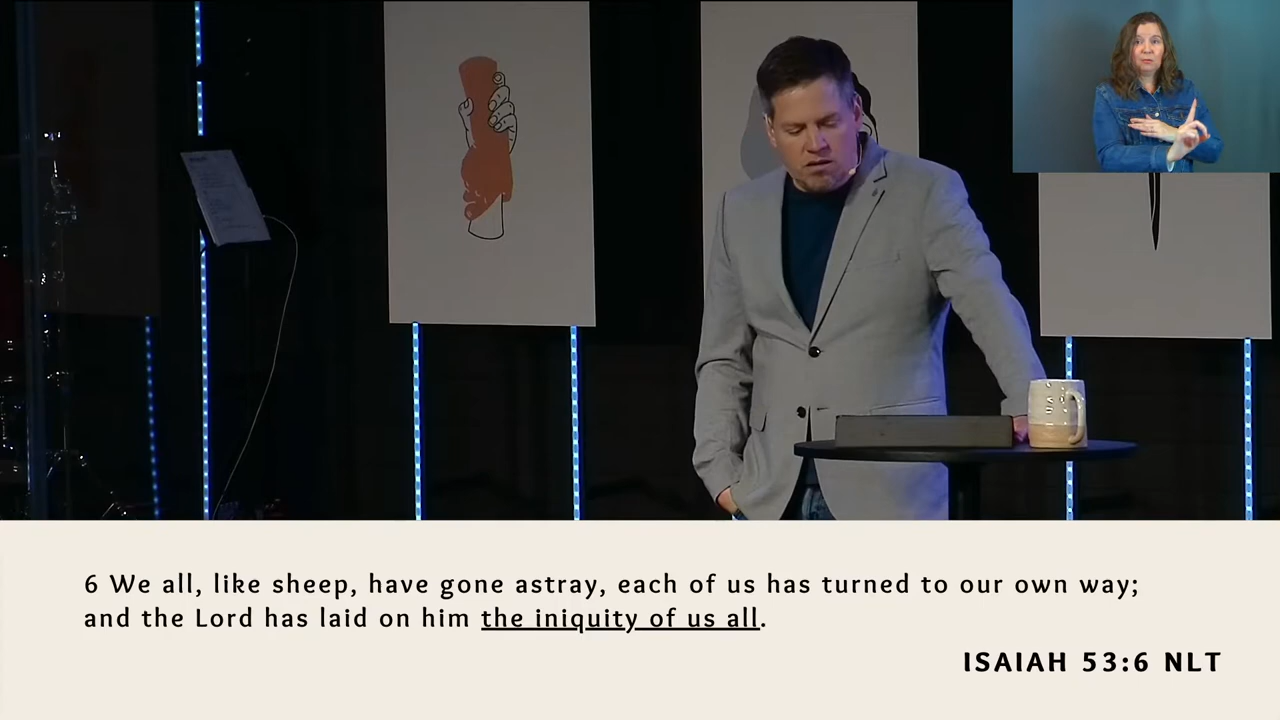 6 We all, like sheep, have gone astray, each of us has turned to our own way;
and the Lord has laid on him the iniquity of us all.
ISAIAH 53:6 NLT